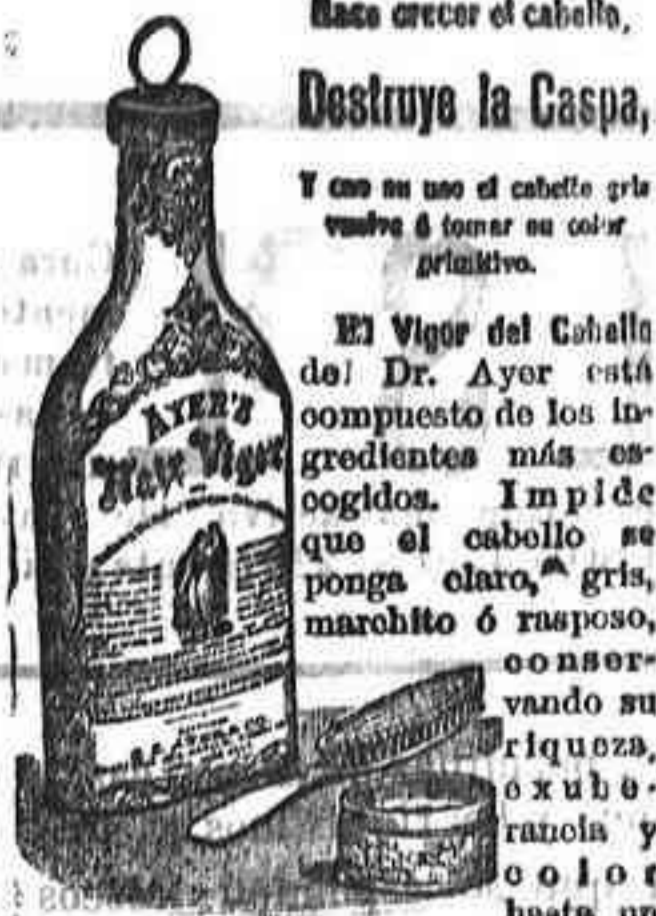 Hace crecer el cabello,
Destruye la Caspa,
Y con su uso el cabello gris
vuelve á tomar su color
primitivo.
El Vigor del Cabello
del Dr. Ayer está
compuesto de los in-
gredientes más es-
cogidos. Impide
que el cabello se
ponga claro, gris,
marchito ó rasposo,
conser-
vando su
riqueza,
exube-
rancia y
color
hasta un
AYER'S
Hair Vigor